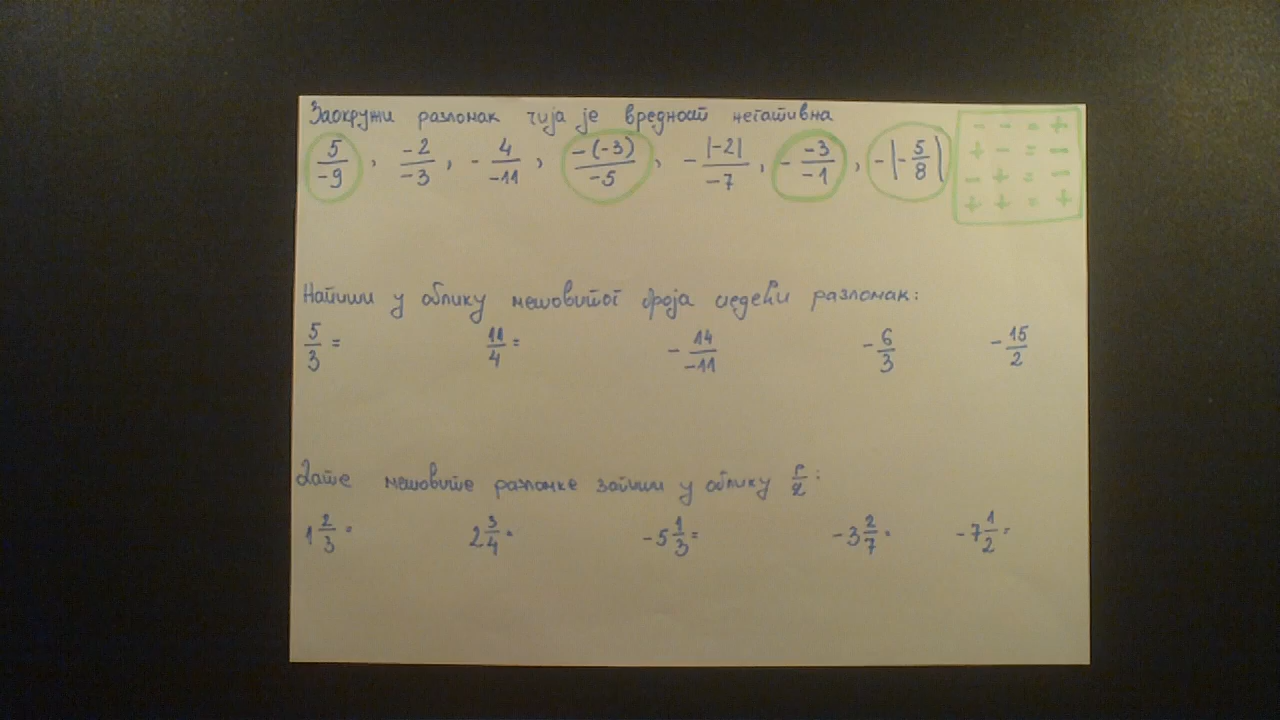 Заокружи разломак чија је вредност негативна
5/-9 , -2/-3 , - 4/-11 , -(-3)/-5 , - |-2|/-7 , - -3/-1 , -|-5/8|
- - = +
+ - = -
- + = -
+ + = +
Напиши у облику мешовитог броја следећи разломак:
5/3 = 11/4 = - 14/-11 - 6/3 - 15/2
Дате мешовите разломке запиши у облику p/q :
1 2/3 = 2 3/4 = -5 1/3 = -3 2/7 = -7 1/2 =